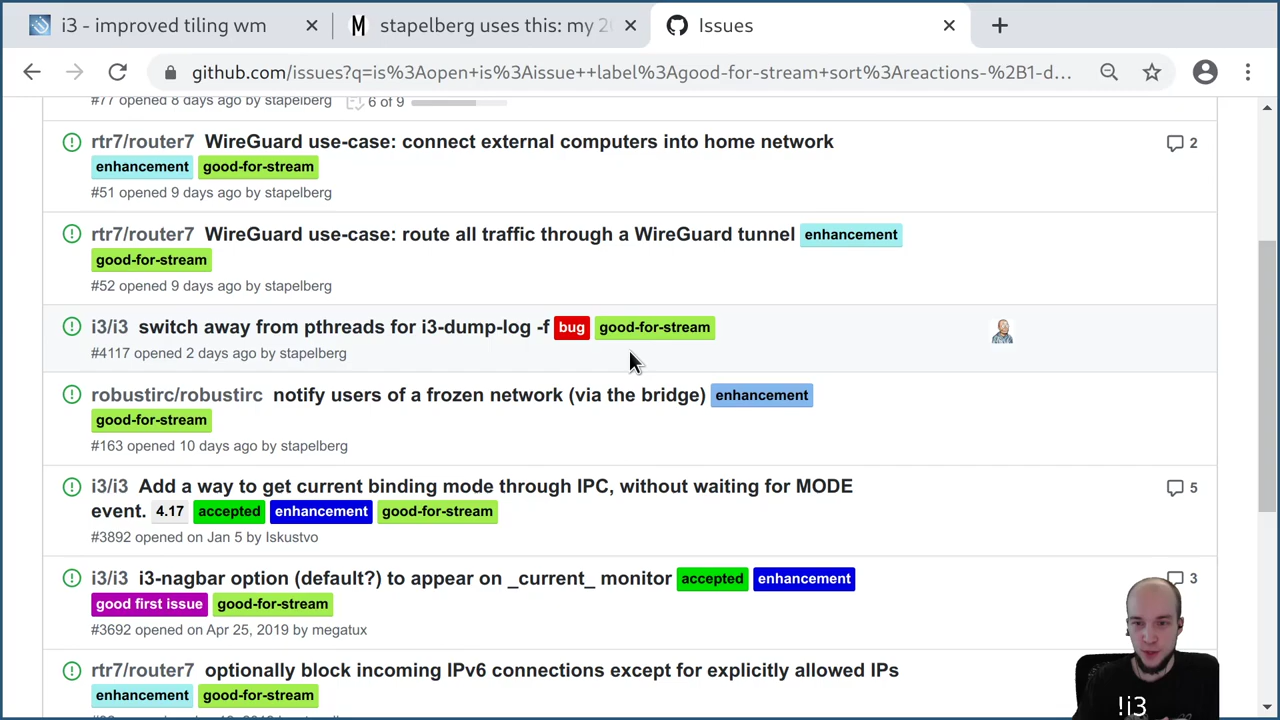 i3 - improved tiling wm
stapelberg uses this: my 2
Issues
github.com/issues?q=is%3Aopen+is%3Aissue++label%3Agood-for-stream+sort%3Areactions-%2B1-d...
#77 opened 8 days ago by stapelberg 6 of 9
rtr7/router7 WireGuard use-case: connect external computers into home network 2
enhancement good-for-stream
#51 opened 9 days ago by stapelberg
rtr7/router7 WireGuard use-case: route all traffic through a WireGuard tunnel enhancement
good-for-stream
#52 opened 9 days ago by stapelberg
i3/i3 switch away from pthreads for i3-dump-log -f bug good-for-stream
#4117 opened 2 days ago by stapelberg
robustirc/robustirc notify users of a frozen network (via the bridge) enhancement
good-for-stream
#163 opened 10 days ago by stapelberg
i3/i3 Add a way to get current binding mode through IPC, without waiting for MODE 5
event. 4.17 accepted enhancement good-for-stream
#3892 opened on Jan 5 by Iskustvo
i3/i3 i3-nagbar option (default?) to appear on _current_ monitor accepted enhancement 3
good first issue good-for-stream
#3692 opened on Apr 25, 2019 by megatux
rtr7/router7 optionally block incoming IPv6 connections except for explicitly allowed IPs
enhancement good-for-stream
!i3